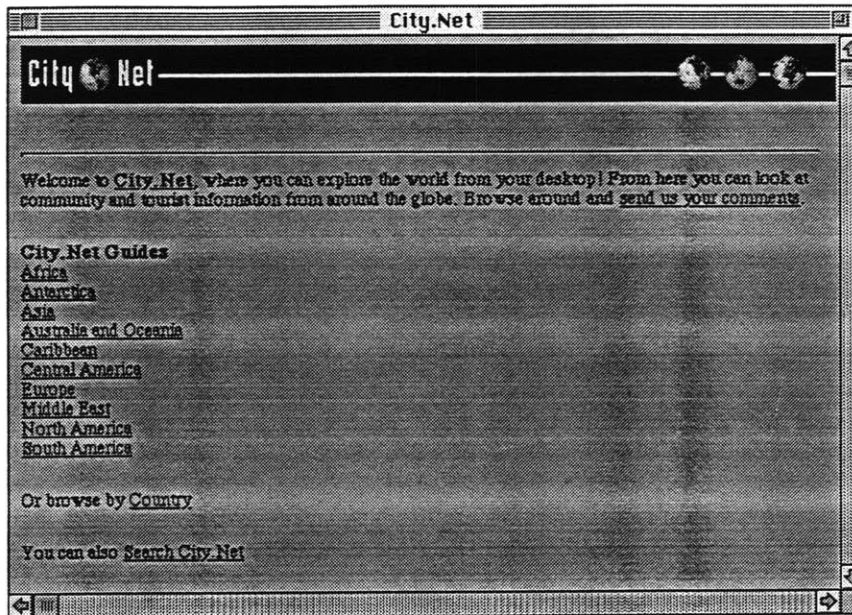 City.Net
City Net
Welcome to City.Net, where you can explore the world from your desktop! From here you can look at
community and tourist information from around the globe. Browse around and send us your comments.
City.Net Guides
Africa
Antarctica
Asia
Australia and Oceania
Caribbean
Central America
Europe
Middle East
North America
South America
Or browse by Country
You can also Search City.Net